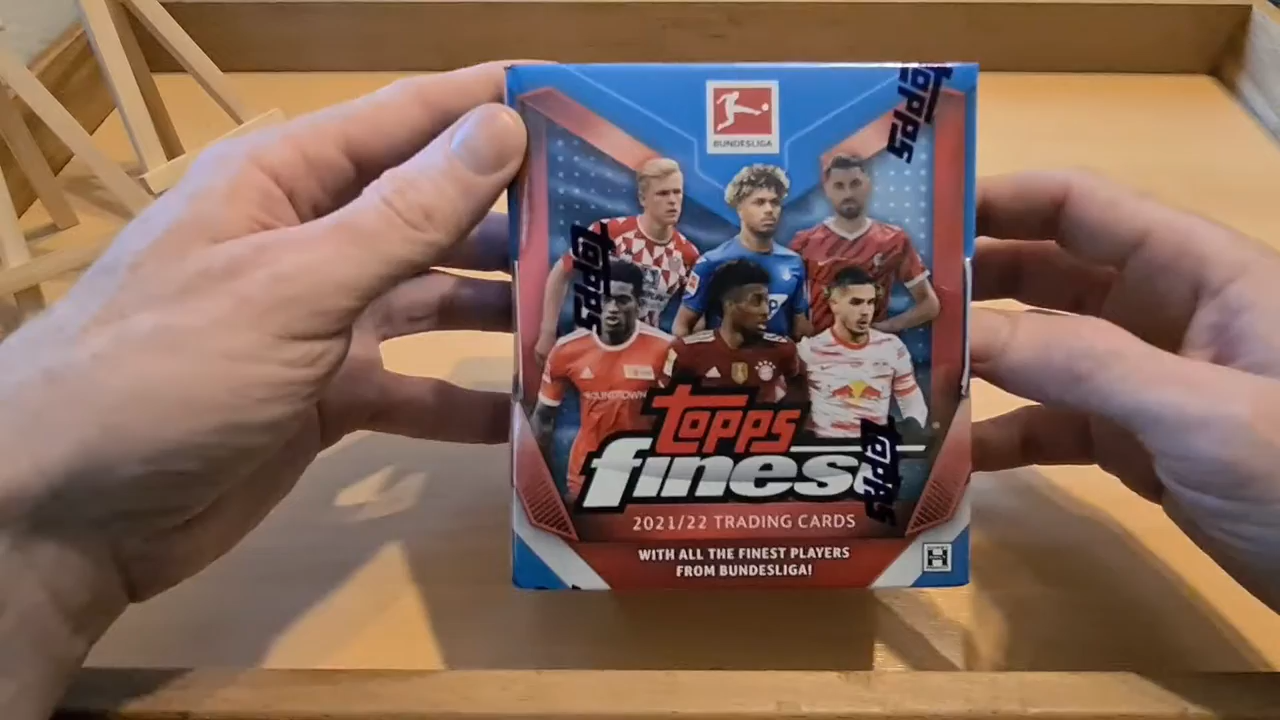 BUNDESLIGA
topps
topps
topps
finest
topps
2021/22 TRADING CARDS
WITH ALL THE FINEST PLAYERS
FROM BUNDESLIGA!